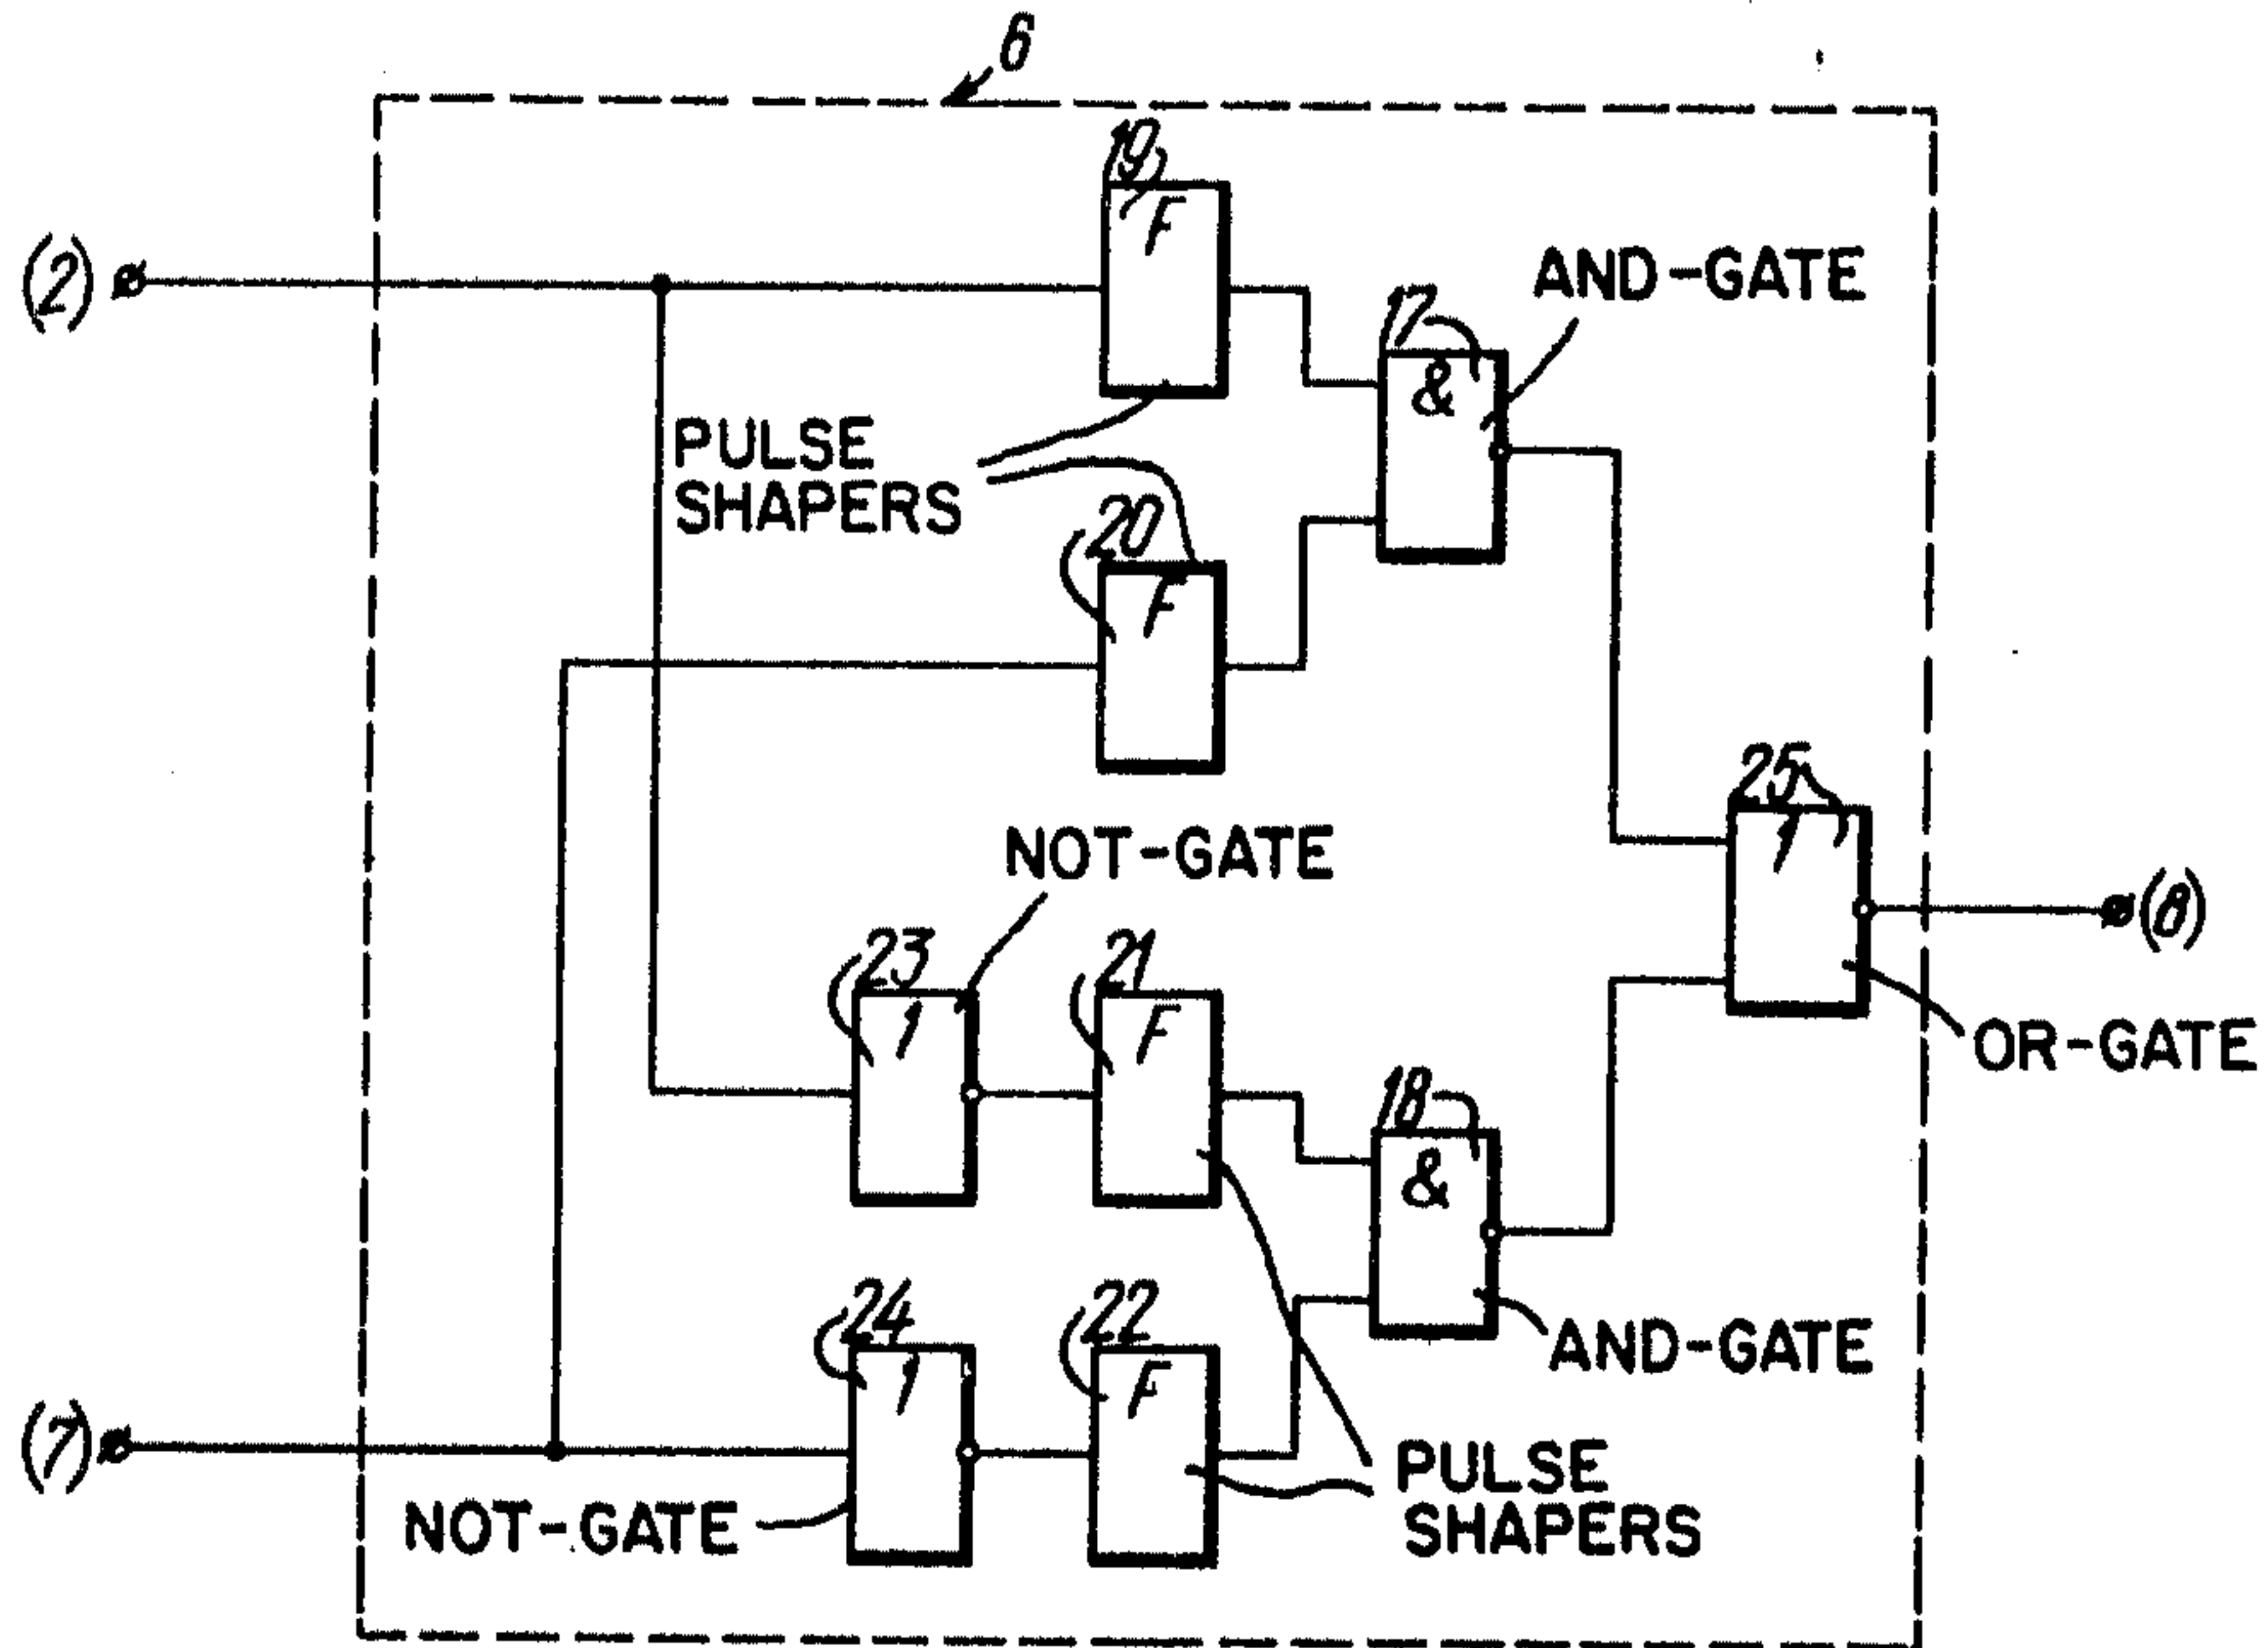 6
19
F
(2)
AND-GATE
17
&
PULSE
SHAPERS
20
F
25
1
NOT-GATE
(8)
23
1
21
F
OR-GATE
18
&
24
1
22
F
AND-GATE
(7)
PULSE
SHAPERS
NOT-GATE